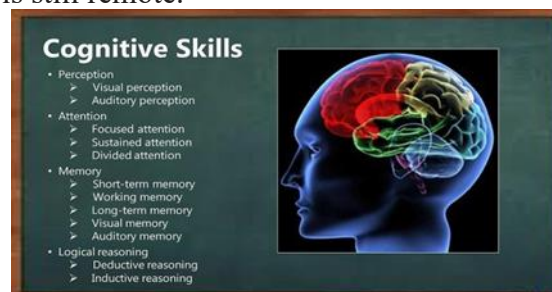 is still remote.
Cognitive Skills
• Perception
➢ Visual perception
➢ Auditory perception
• Attention
➢ Focused attention
➢ Sustained attention
➢ Divided attention
• Memory
➢ Short-term memory
➢ Working memory
➢ Long-term memory
➢ Visual memory
➢ Auditory memory
• Logical reasoning
➢ Deductive reasoning
➢ Inductive reasoning